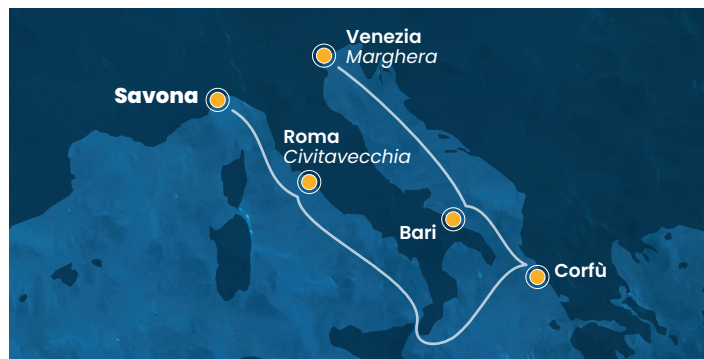 Venezia
Marghera
Savona
Roma
Civitavecchia
Bari
Corfù